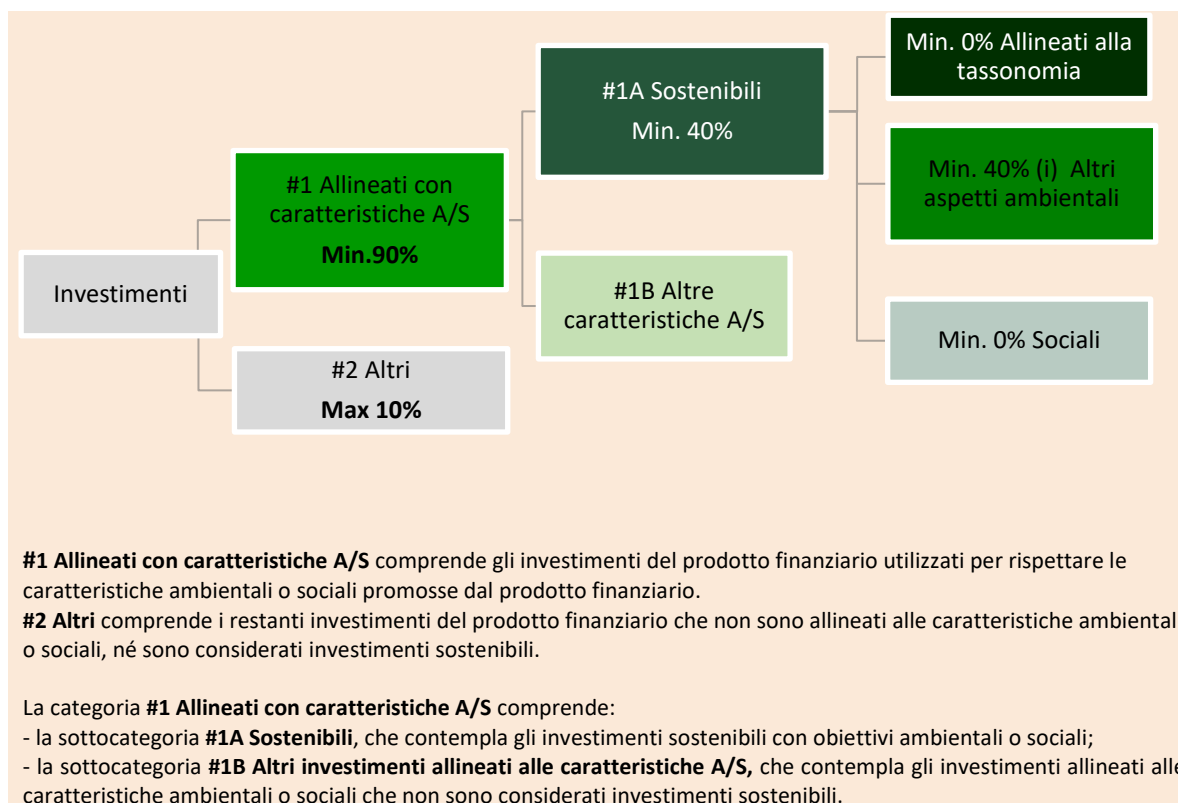 Investimenti
#1 Allineati con
caratteristiche A/S
Min.90%
#2 Altri
Max 10%
#1A Sostenibili
Min. 40%
#1B Altre
caratteristiche A/S
Min. 0% Allineati alla
tassonomia
Min. 40% (i) Altri
aspetti ambientali
Min. 0% Sociali
#1 Allineati con caratteristiche A/S comprende gli investimenti del prodotto finanziario utilizzati per rispettare le
caratteristiche ambientali o sociali promosse dal prodotto finanziario.
#2 Altri comprende i restanti investimenti del prodotto finanziario che non sono allineati alle caratteristiche ambiental
o sociali, né sono considerati investimenti sostenibili.
La categoria #1 Allineati con caratteristiche A/S comprende:
- la sottocategoria #1A Sostenibili, che contempla gli investimenti sostenibili con obiettivi ambientali o sociali;
- la sottocategoria #1B Altri investimenti allineati alle caratteristiche A/S, che contempla gli investimenti allineati alle
caratteristiche ambientali o sociali che non sono considerati investimenti sostenibili.